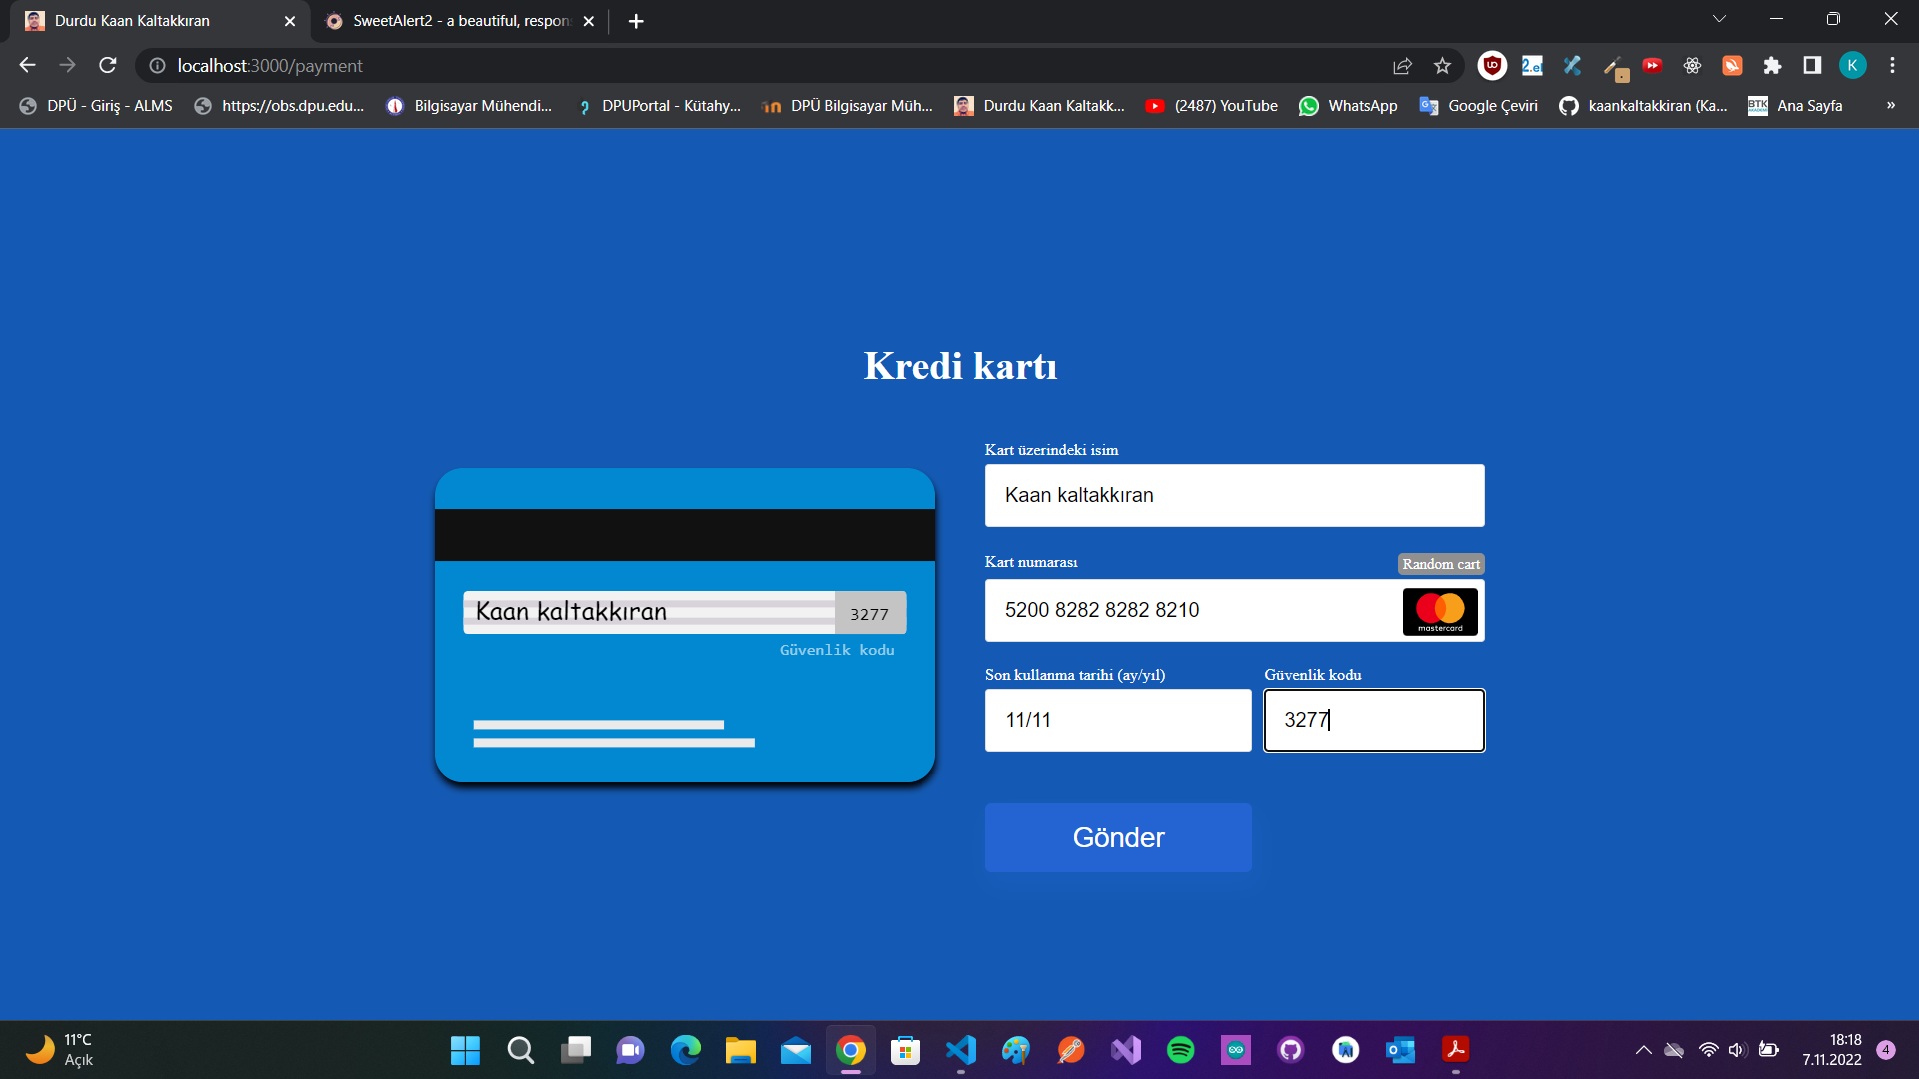 Durdu Kaan Kaltakkıran
SweetAlert2 - a beautiful, respon
localhost:3000/payment
K
DPÜ - Giriş - ALMS
https://obs.dpu.edu...
Bilgisayar Mühendi...
DPUPortal - Kütahy...
DPÜ Bilgisayar Müh...
Durdu Kaan Kaltakk...
(2487) YouTube
WhatsApp
Google Çeviri
kaankaltakkiran (Ka...
BTK
Ana Sayfa
»
Kredi kartı
Kart üzerindeki isim
Kaan kaltakkıran
Kart numarası
Random cart
5200 8282 8282 8210
mastercard
Son kullanma tarihi (ay/yıl)
Güvenlik kodu
11/11
3277
Kaan kaltakkıran
3277
Güvenlik kodu
Gönder
11°C
Açık
18:18
7.11.2022
4